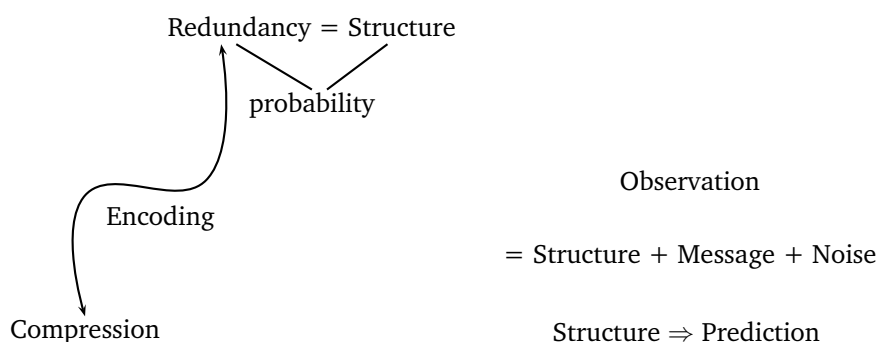 Redundancy = Structure
probability
Encoding
Compression
Observation
= Structure + Message + Noise
Structure ⇒ Prediction